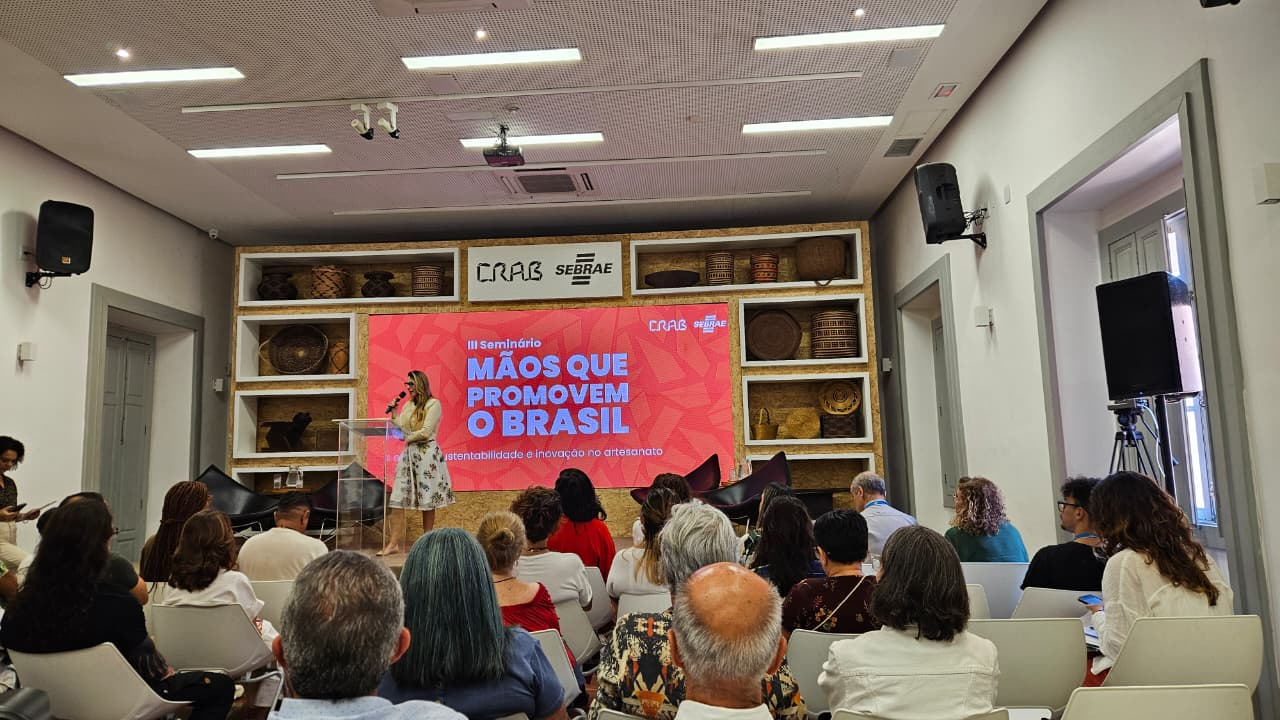 CRAB SEBRAE
CRAB SEBRAE
III Seminário
MÃOS QUE
PROMOVEM
O BRASIL
sustentabilidade e inovação no artesanato